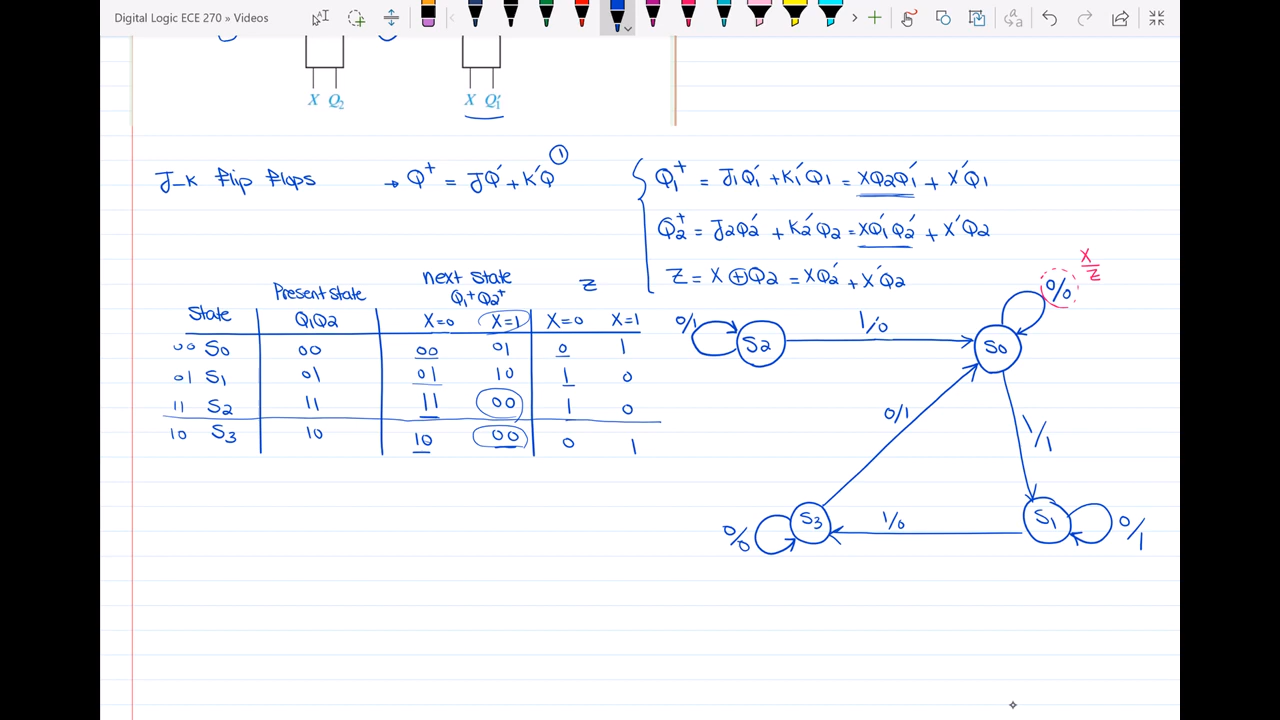 Digital Logic ECE 270 » Videos
X Q₂ X Q₁′
J-K flip flops → Q⁺ = JQ′ + K′Q ①
Q₁⁺ = J₁Q₁′ + K₁′Q₁ = XQ₂Q₁′ + X′Q₁
Q₂⁺ = J₂Q₂′ + K₂′Q₂ = XQ₁′Q₂′ + X′Q₂
Z = X ⊕ Q₂ = XQ₂′ + X′Q₂
State Present state next state Z
Q₁Q₂ Q₁⁺Q₂⁺
X=0 X=1 X=0 X=1
00 S0 00 00 01 0 1
01 S1 01 01 10 1 0
11 S2 11 11 00 1 0
10 S3 10 10 00 0 1
X/Z
0/0
0/1 S2 1/0 S0
0/1 1/1
0/0 S3 1/0 S1 0/1